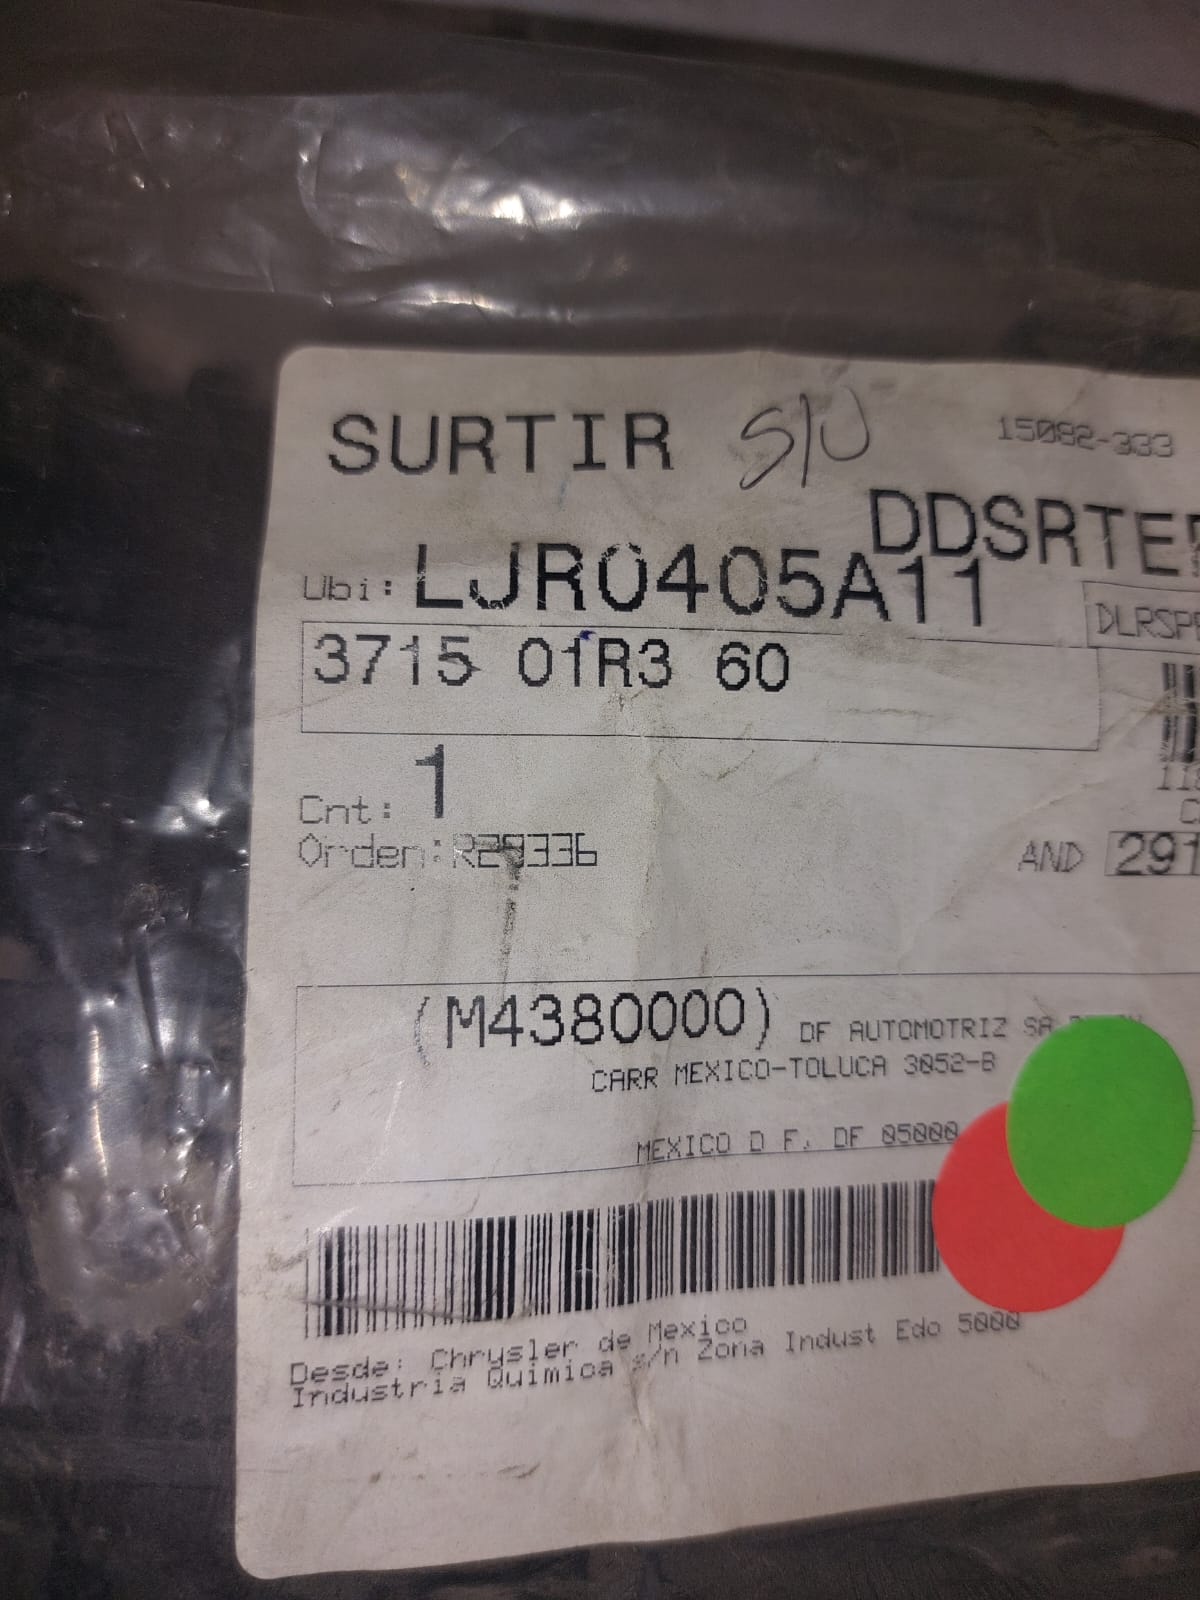 SURTIR S/U 15082-333
DDSRTE
Ubi: LJR0405A11
DLRSP
3715 01R3 60
Cnt: 1
Orden:R29336
AND 291
(M4380000) DF AUTOMOTRIZ SA
CARR MEXICO-TOLUCA 3052-B
MEXICO D F, DF 05000
Desde: Chrysler de Mexico
Industria Quimica s/n Zona Indust Edo 5000